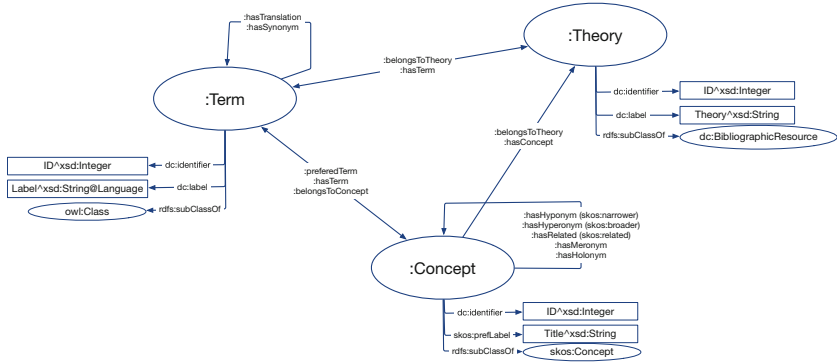 :hasTranslation
:hasSynonym
:Theory
:belongsToTheory
:hasTerm
:Term
dc:identifier
ID^xsd:Integer
dc:label
Theory^xsd:String
rdfs:subClassOf
dc:BibliographicResource
:belongsToTheory
:hasConcept
ID^xsd:Integer
dc:identifier
Label^xsd:String@Language
dc:label
owl:Class
rdfs:subClassOf
:preferedTerm
:hasTerm
:belongsToConcept
:hasHyponym (skos:narrower)
:hasHyperonym (skos:broader)
:hasRelated (skos:related)
:hasMeronym
:hasHolonym
:Concept
dc:identifier
ID^xsd:Integer
skos:prefLabel
Title^xsd:String
rdfs:subClassOf
skos:Concept